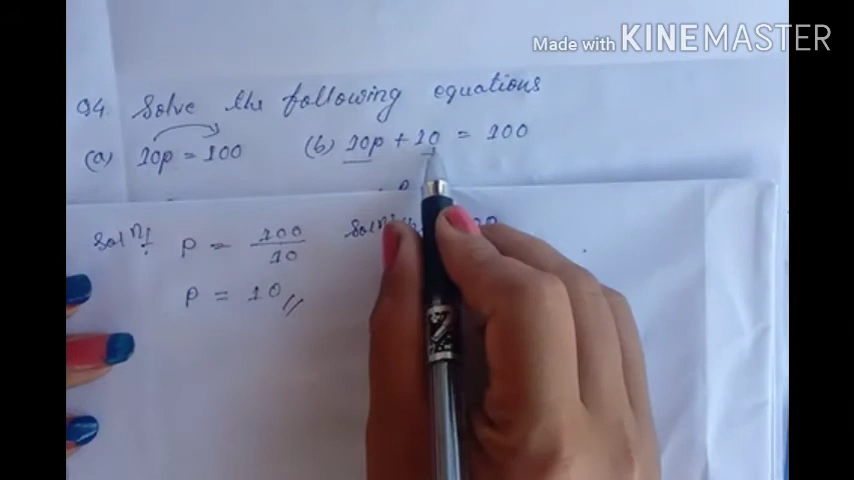 Made with KINEMASTER
Q4. Solve the following equations
(a) 10p = 100 (b) 10p + 10 = 100
Solⁿ: P = 100/10
P = 10 //